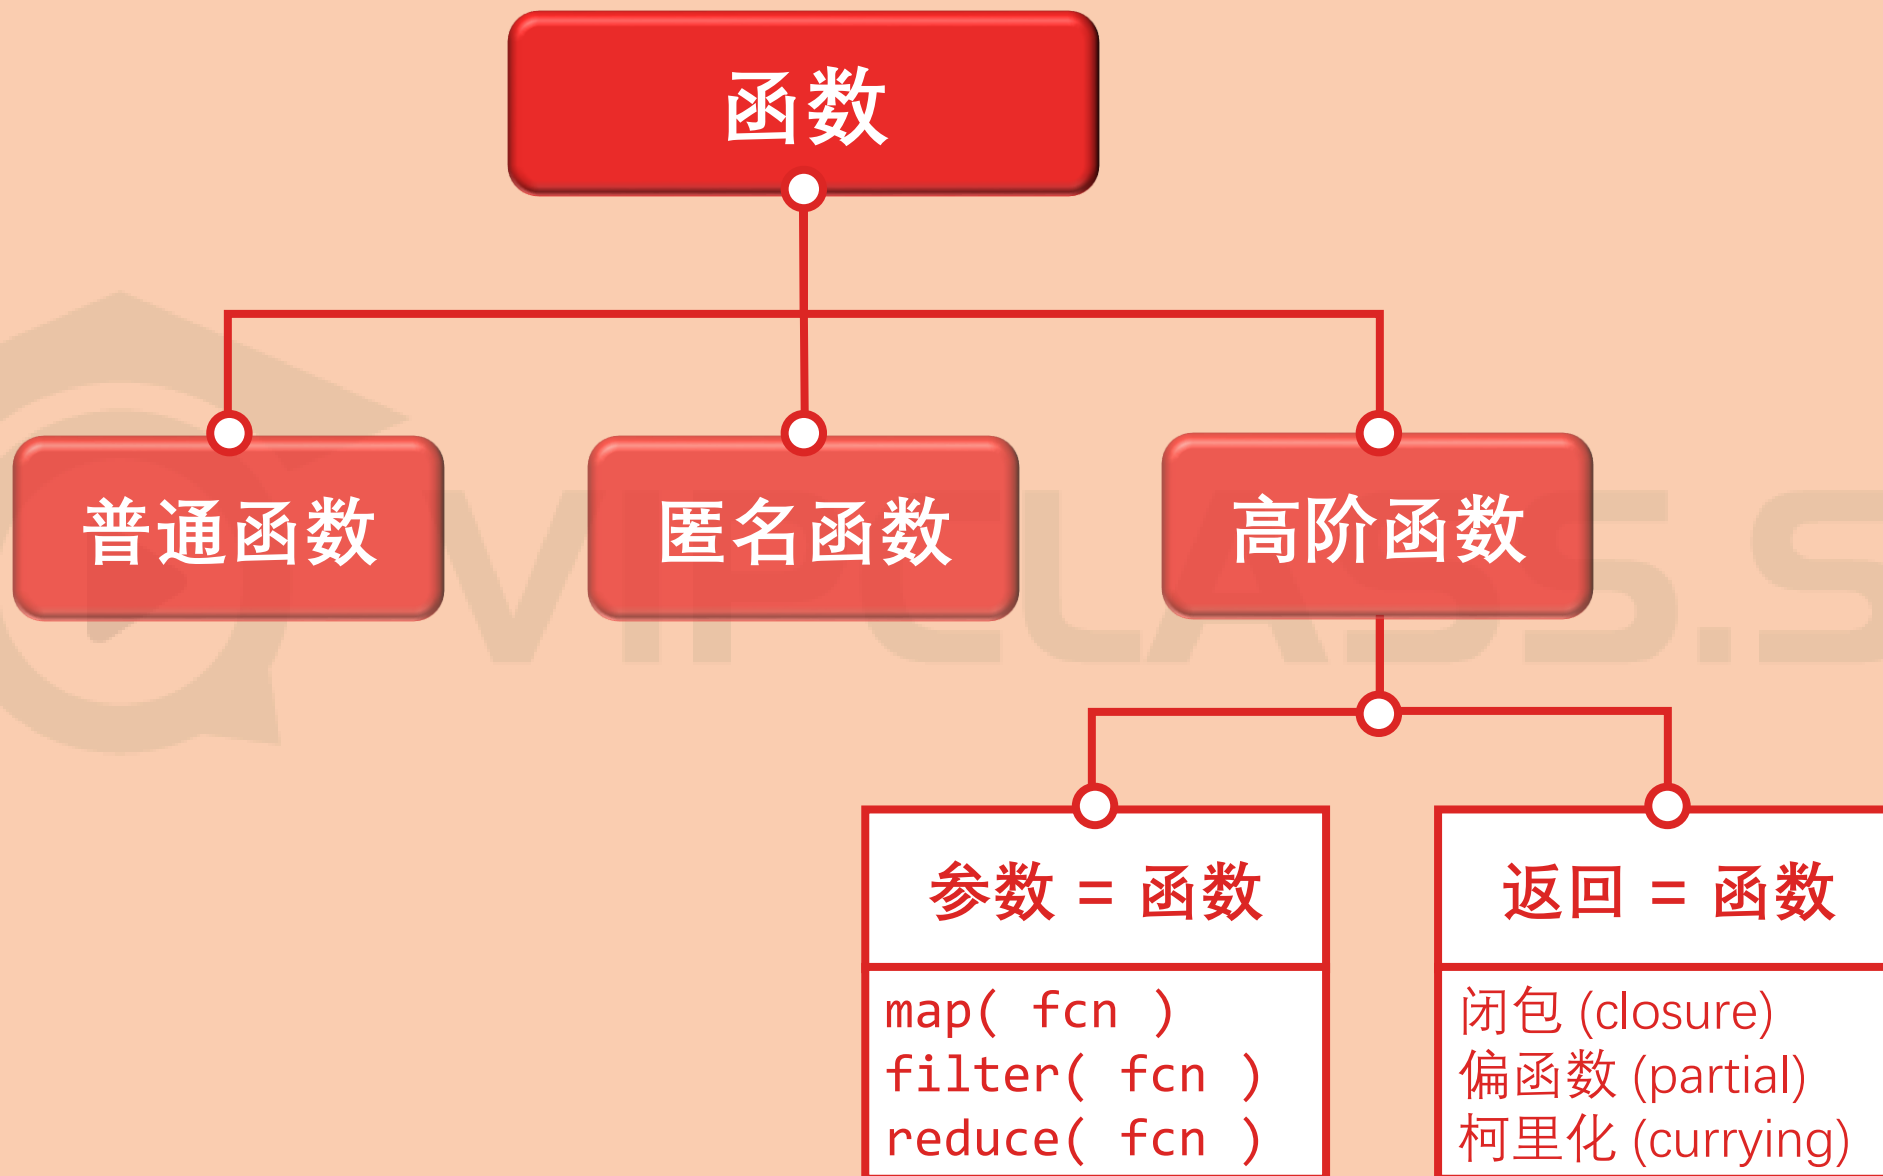 函数
普通函数
匿名函数
高阶函数
VIPCLASS.S
参数 = 函数
map( fcn )
filter( fcn )
reduce( fcn )
返回 = 函数
闭包 (closure)
偏函数 (partial)
柯里化 (currying)